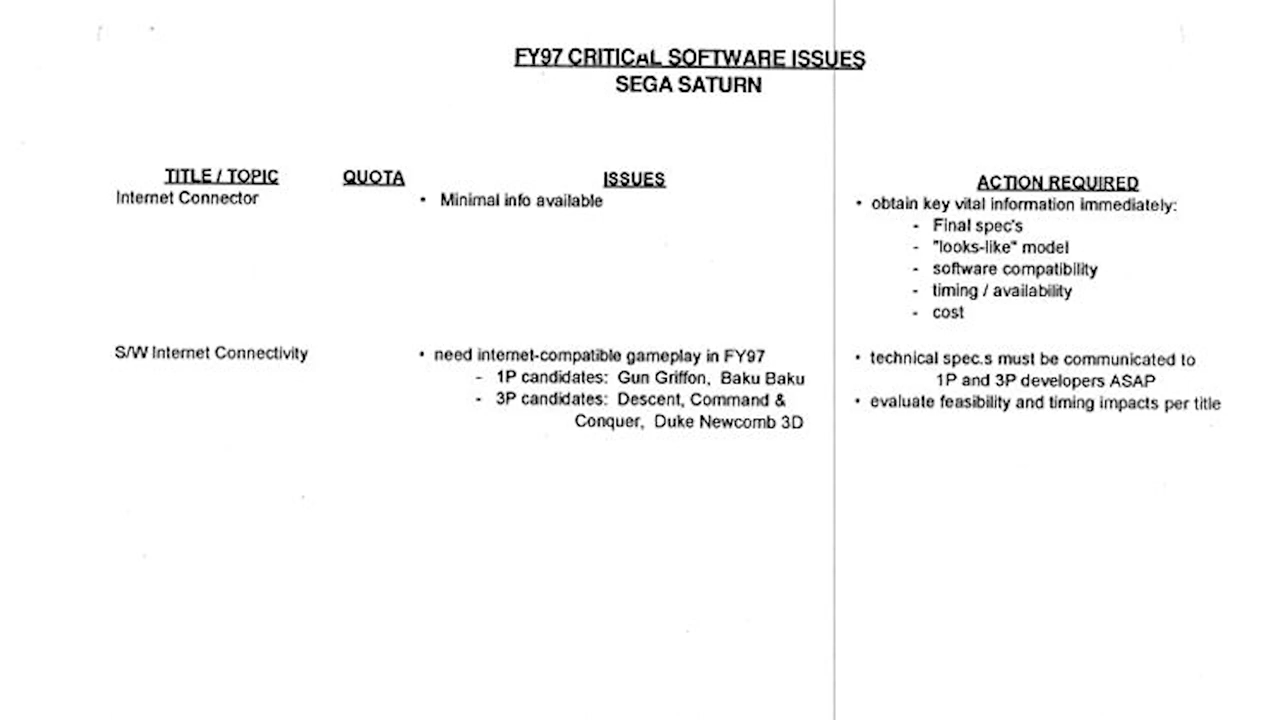 FY97 CRITICAL SOFTWARE ISSUES
SEGA SATURN
TITLE / TOPIC QUOTA ISSUES ACTION REQUIRED
Internet Connector • Minimal info available • obtain key vital information immediately:
- Final spec's
- "looks-like" model
- software compatibility
- timing / availability
- cost
S/W Internet Connectivity • need internet-compatible gameplay in FY97 • technical spec.s must be communicated to
- 1P candidates: Gun Griffon, Baku Baku 1P and 3P developers ASAP
- 3P candidates: Descent, Command & • evaluate feasibility and timing impacts per title
Conquer, Duke Newcomb 3D